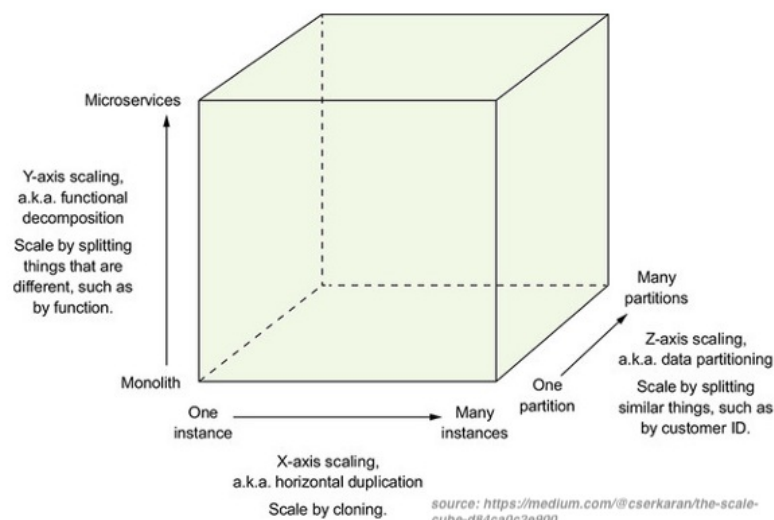 Microservices
Y-axis scaling,
a.k.a. functional
decomposition
Scale by splitting
things that are
different, such as
by function.
Monolith
One
instance
Many
instances
X-axis scaling,
a.k.a. horizontal duplication
Scale by cloning.
One
partition
Many
partitions
Z-axis scaling,
a.k.a. data partitioning
Scale by splitting
similar things, such as
by customer ID.
source: https://medium.com/@cserkaran/the-scale-